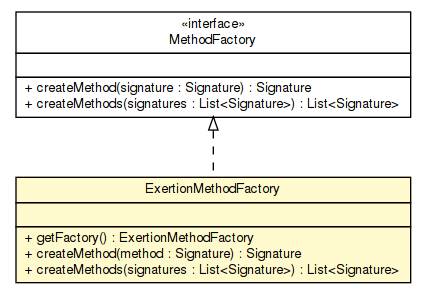 «interface»
MethodFactory
+ createMethod(signature : Signature) : Signature
+ createMethods(signatures : List<Signature>) : List<Signature>
ExertionMethodFactory
+ getFactory() : ExertionMethodFactory
+ createMethod(method : Signature) : Signature
+ createMethods(signatures : List<Signature>) : List<Signature>